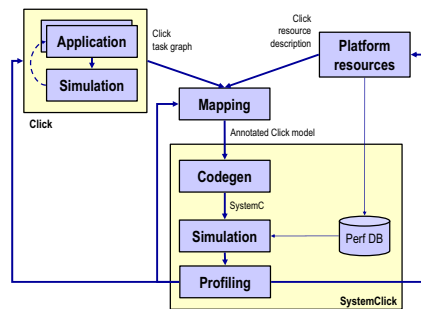 Application
Simulation
Click
Click
task graph
Click
resource
description
Platform
resources
Mapping
Annotated Click model
Codegen
SystemC
Simulation
Perf DB
Profiling
SystemClick